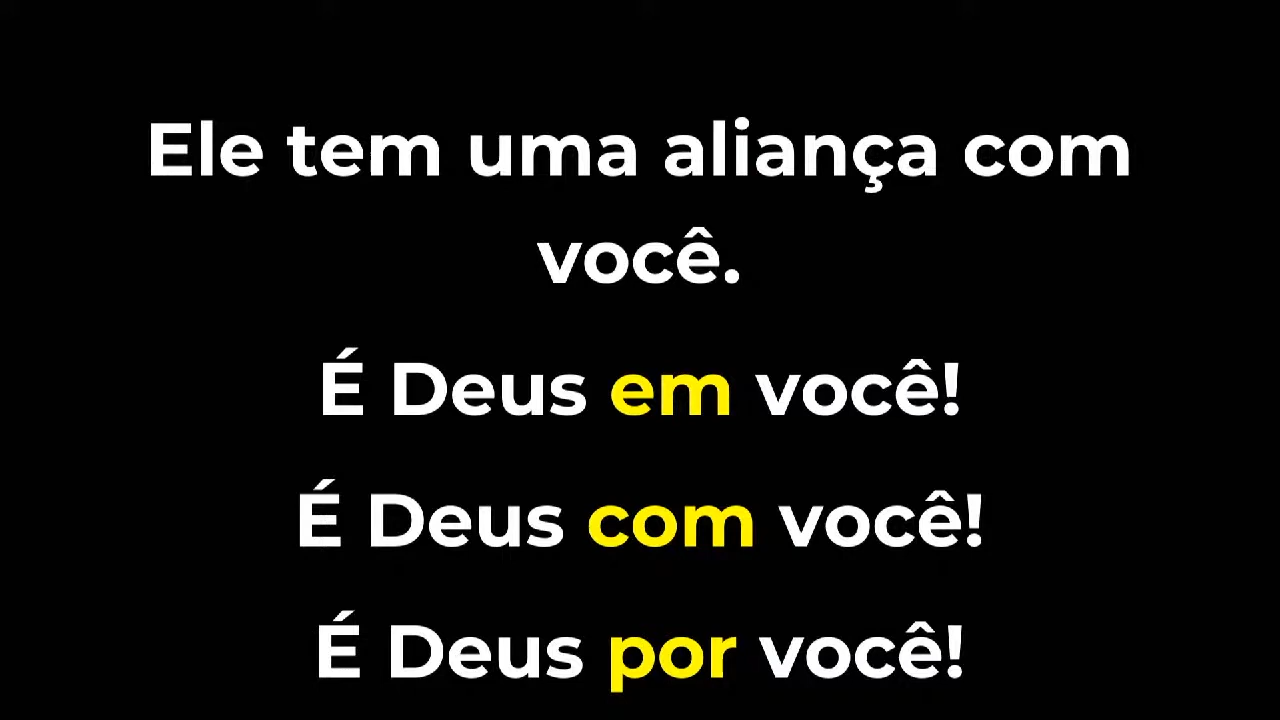 Ele tem uma aliança com
você.
É Deus em você!
É Deus com você!
É Deus por você!